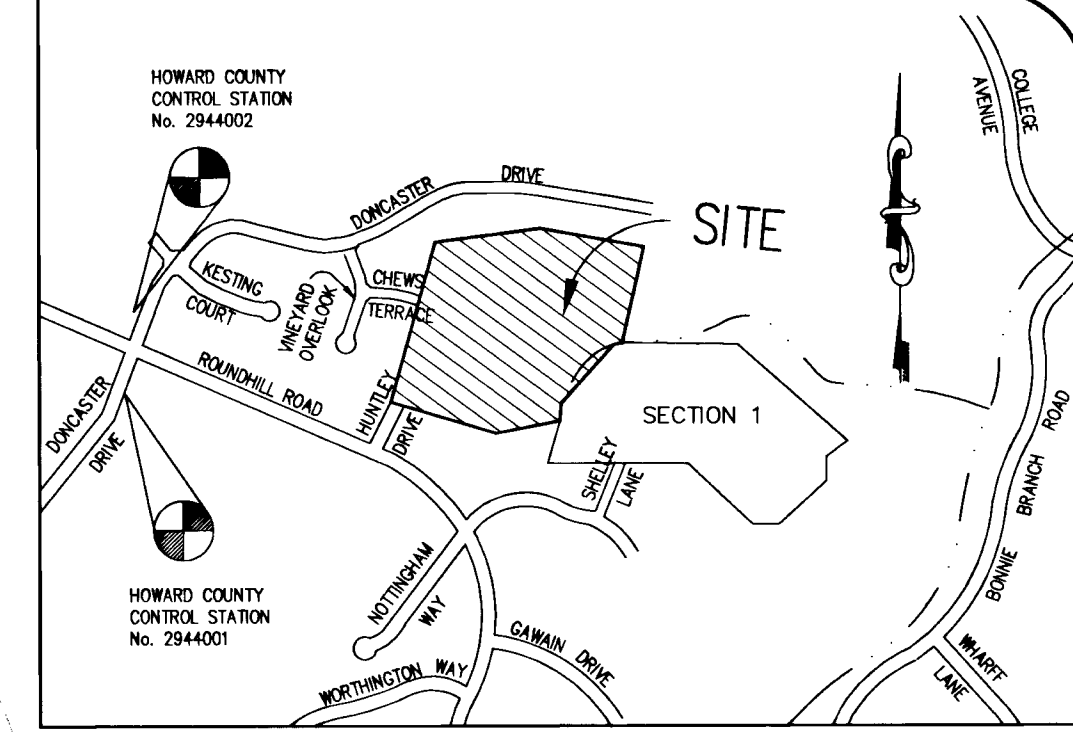 HOWARD COUNTY
CONTROL STATION
No. 2944002
COLLEGE
AVENUE
DONCASTER DRIVE
SITE
KESTING
COURT
CHEWS
TERRACE
VINEYARD
OVERLOOK
ROUNDHILL ROAD
HUNTLEY
DRIVE
DONCASTER
DRIVE
SECTION 1
SHELLEY
LANE
BONNIE BRANCH ROAD
NOTTINGHAM
WAY
HOWARD COUNTY
CONTROL STATION
No. 2944001
GAWAIN DRIVE
WORTHINGTON WAY
WHARFF
LANE